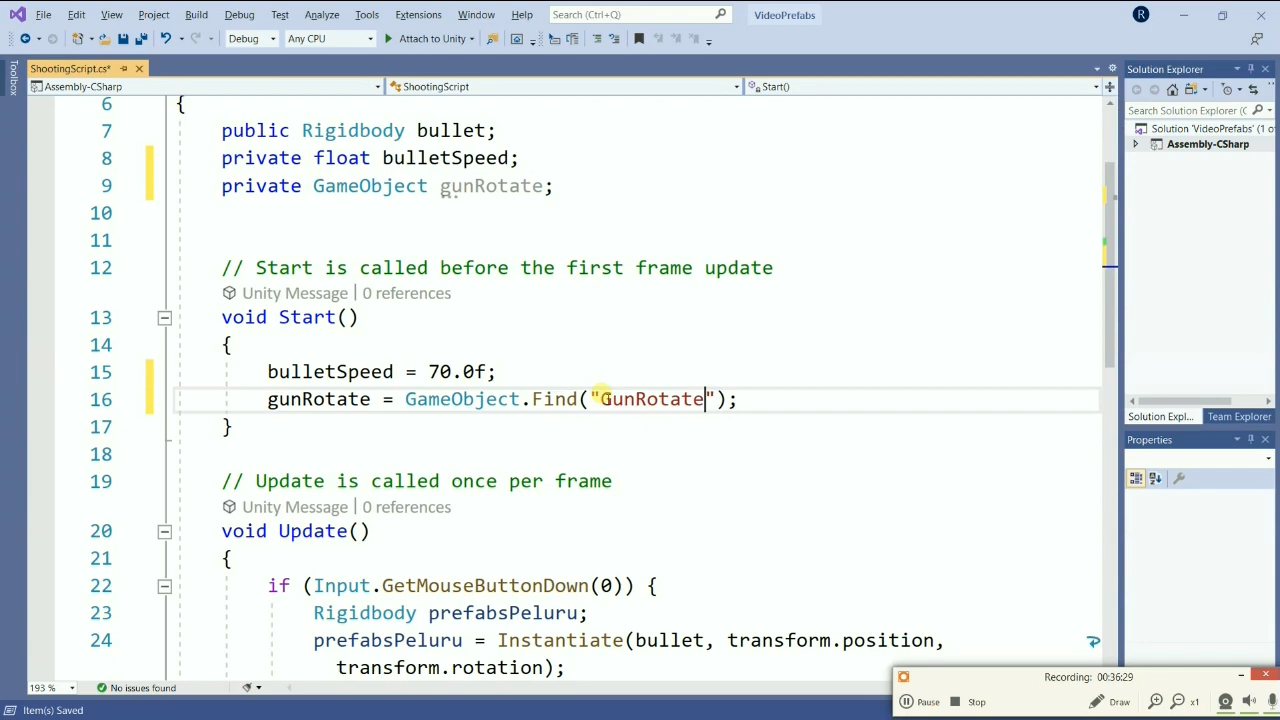 File Edit View Project Build Debug Test Analyze Tools Extensions Window Help Search (Ctrl+Q) VideoPrefabs R
Debug Any CPU Attach to Unity
Toolbox
ShootingScript.cs*
Assembly-CSharp ShootingScript Start()
6 {
7 public Rigidbody bullet;
8 private float bulletSpeed;
9 private GameObject gunRotate;
10
11
12 // Start is called before the first frame update
Unity Message | 0 references
13 void Start()
14 {
15 bulletSpeed = 70.0f;
16 gunRotate = GameObject.Find("GunRotate");
17 }
18
19 // Update is called once per frame
Unity Message | 0 references
20 void Update()
21 {
22 if (Input.GetMouseButtonDown(0)) {
23 Rigidbody prefabsPeluru;
24 prefabsPeluru = Instantiate(bullet, transform.position,
transform.rotation);
193 % No issues found
Item(s) Saved
Solution Explorer
Search Solution Explorer (C
Solution 'VideoPrefabs' (1 o
Assembly-CSharp
Solution Expl... Team Explorer
Properties
Recording: 00:36:29
Pause Stop Draw x1